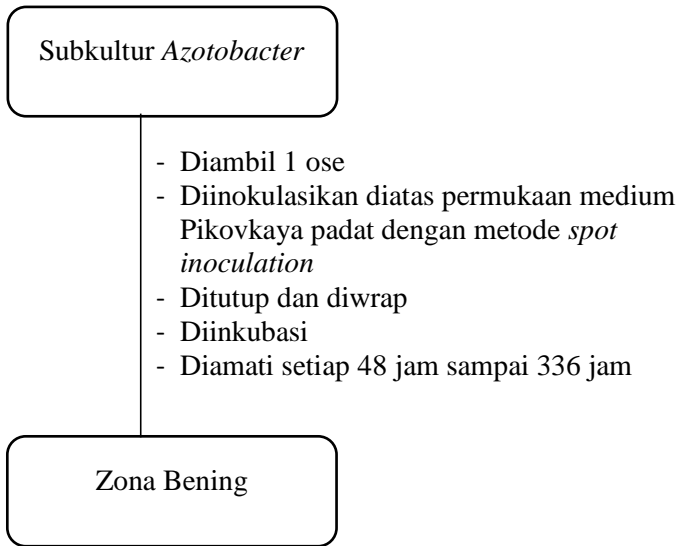 Subkultur Azotobacter
- Diambil 1 ose
- Diinokulasikan diatas permukaan medium
Pikovkaya padat dengan metode spot
inoculation
- Ditutup dan diwrap
- Diinkubasi
- Diamati setiap 48 jam sampai 336 jam
Zona Bening